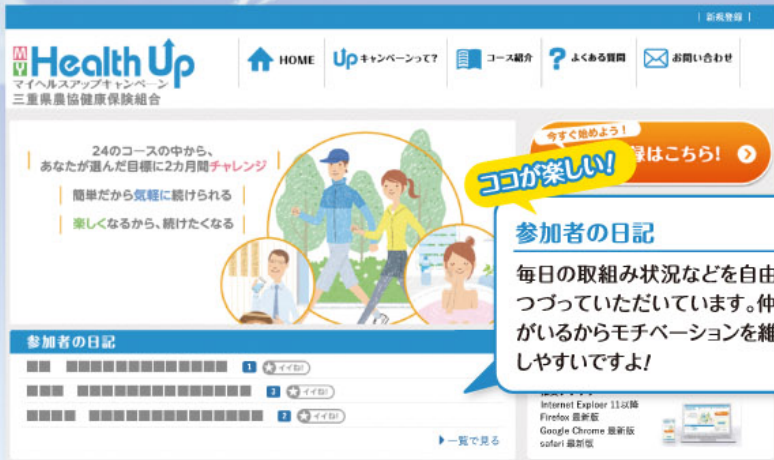 新規登録
MY Health Up
マイヘルスアップキャンペーン
三重県農協健康保険組合
HOME
Up キャンペーンって?
コース紹介
? よくある質問
お問い合わせ
24のコースの中から、
あなたが選んだ目標に2カ月間チャレンジ
簡単だから気軽に続けられる
楽しくなるから、続けたくなる
今すぐ始めよう!
はこちら!
ココが楽しい!
参加者の日記
毎日の取組み状況などを自由
つづっていただいています。仲
がいるからモチベーションを維
しやすいですよ!
参加者の日記
1 イイね!
3 イイね!
2 イイね!
一覧で見る
Internet Exploer 11以降
Firefox 最新版
Google Chrome 最新版
safari 最新版